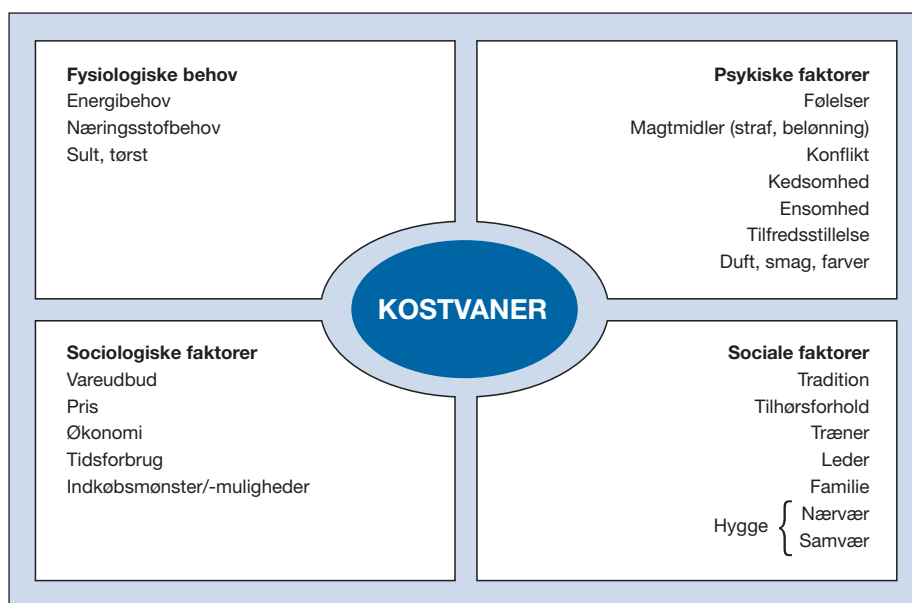 Fysiologiske behov
Energibehov
Næringsstofbehov
Sult, tørst
Psykiske faktorer
Følelser
Magtmidler (straf, belønning)
Konflikt
Kedsomhed
Ensomhed
Tilfredsstillelse
Duft, smag, farver
KOSTVANER
Sociologiske faktorer
Vareudbud
Pris
Økonomi
Tidsforbrug
Indkøbsmønster/-muligheder
Sociale faktorer
Tradition
Tilhørsforhold
Træner
Leder
Familie
Hygge { Nærvær
Samvær